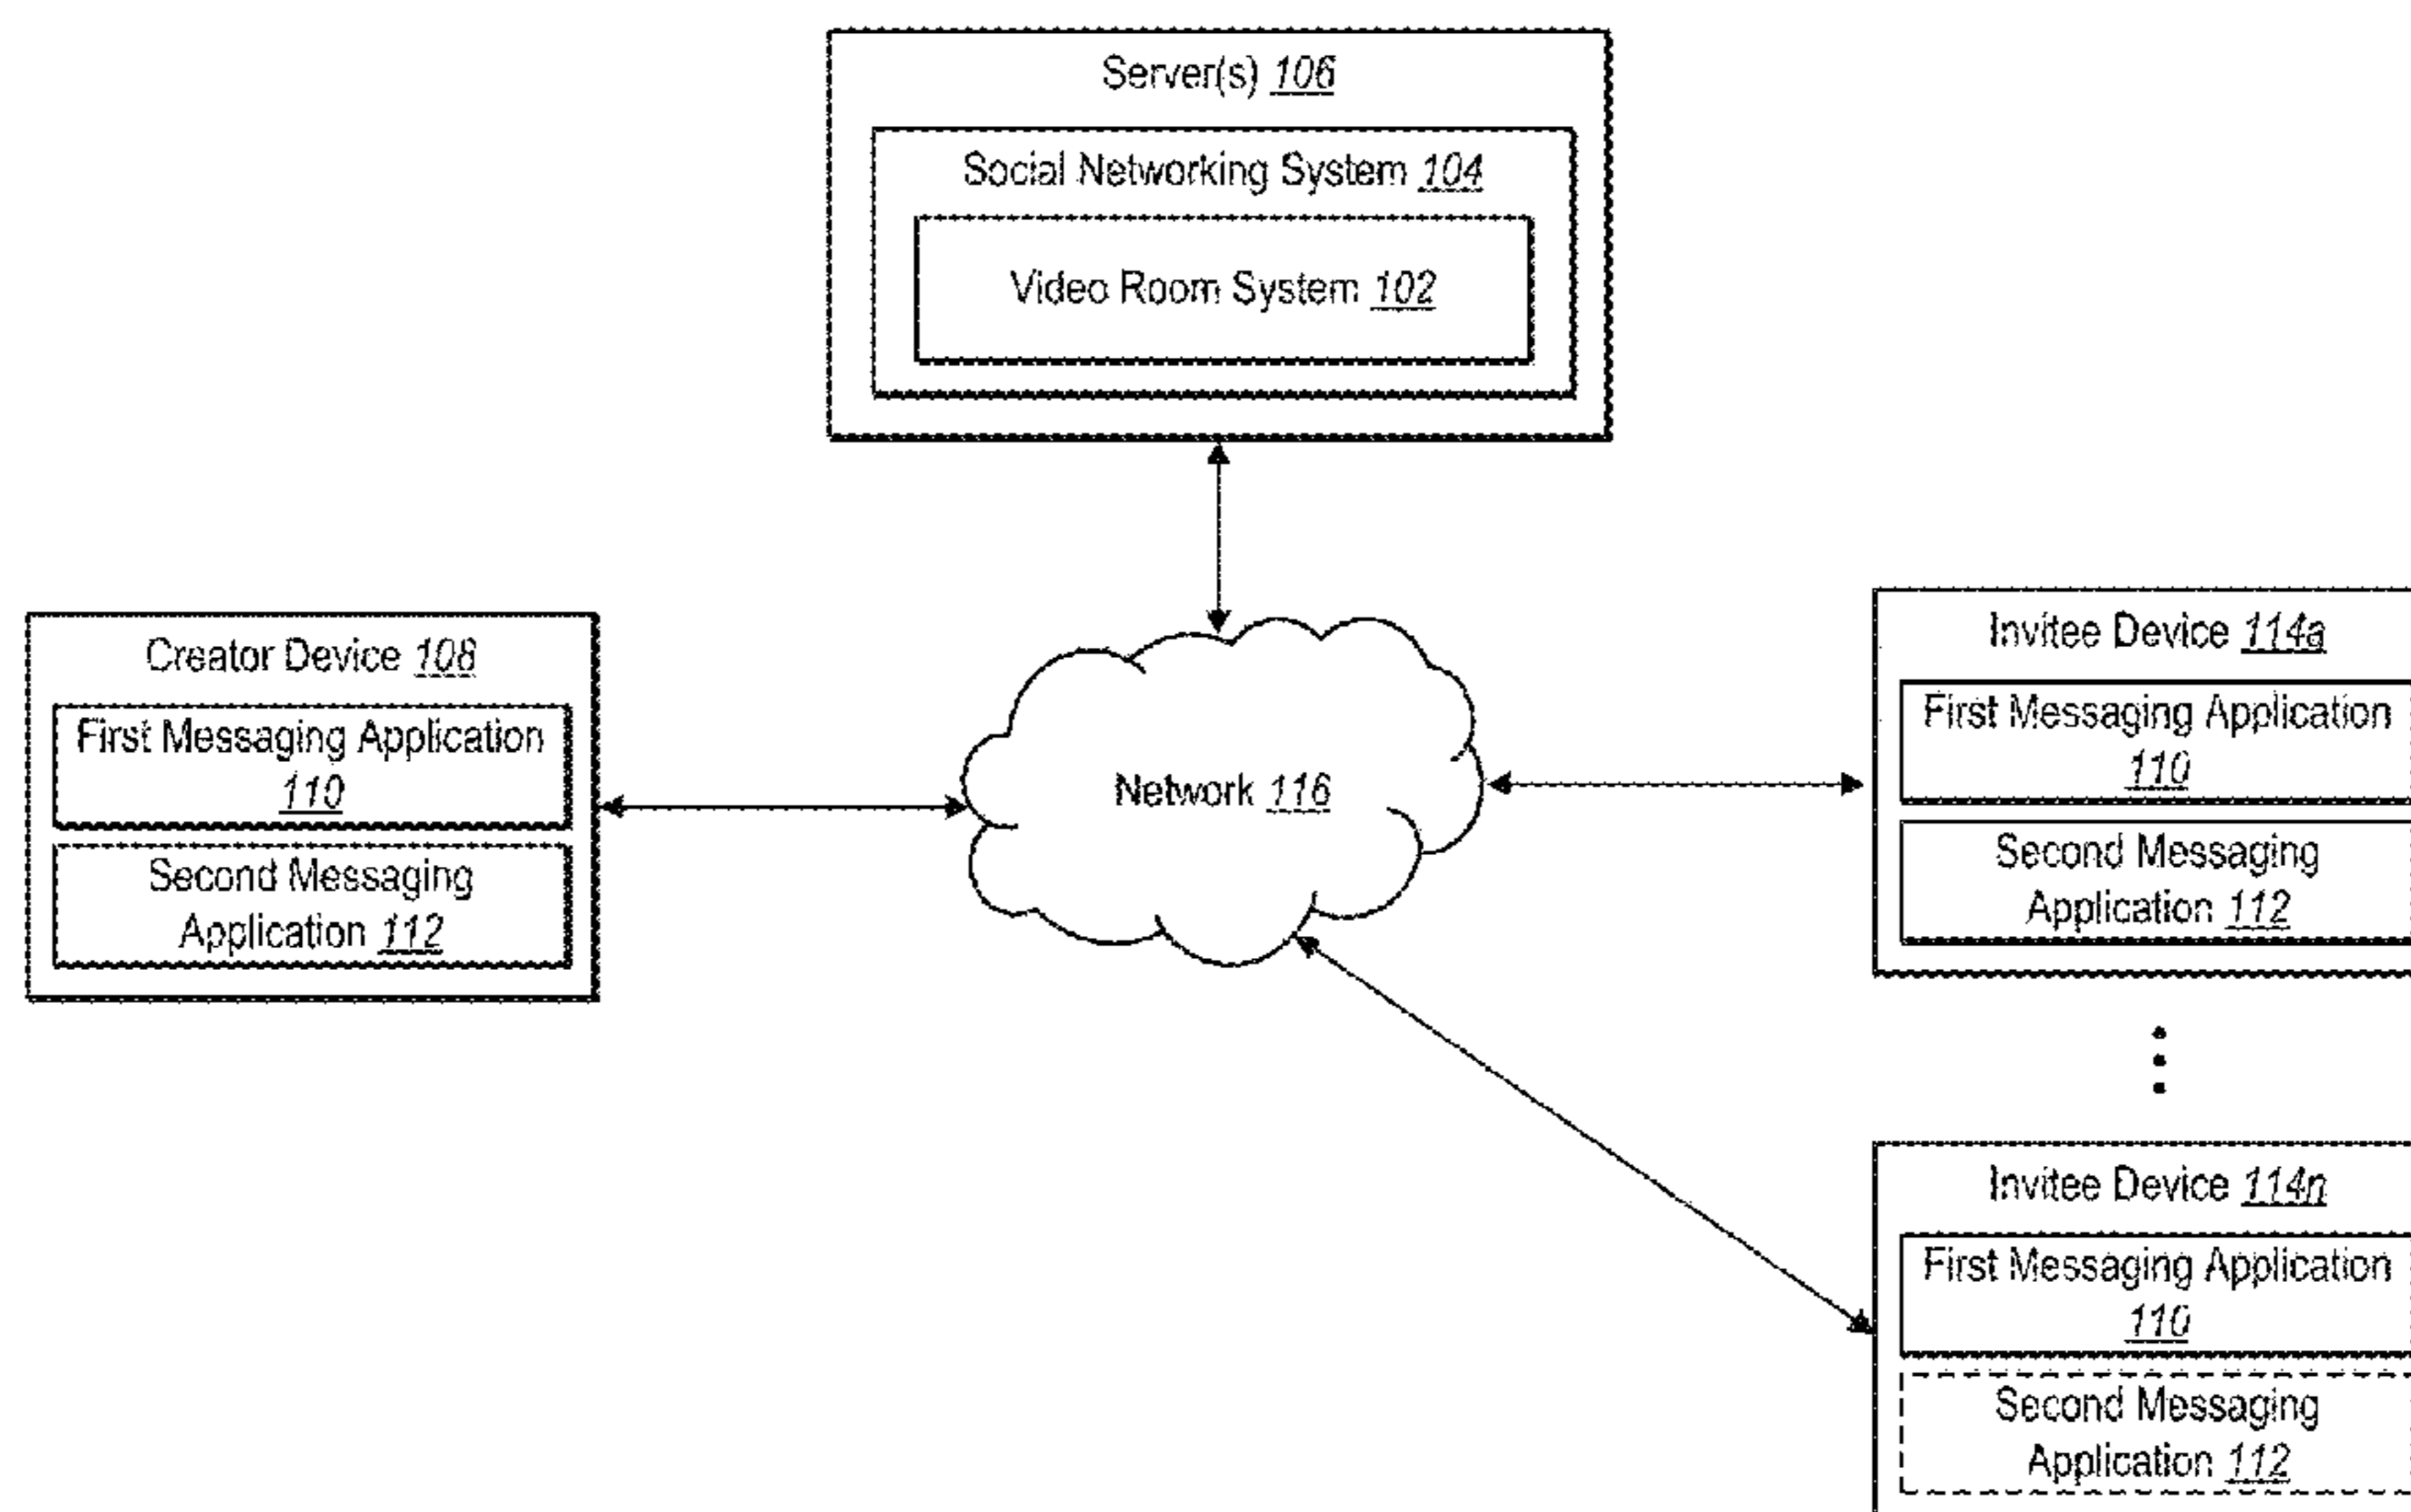 Server(s) 106
Social Networking System 104
Video Room System 102
Creator Device 108
First Messaging Application
110
Second Messaging
Application 112
Network 116
Invitee Device 114a
First Messaging Application
110
Second Messaging
Application 112
Invitee Device 114n
First Messaging Application
110
Second Messaging
Application 112